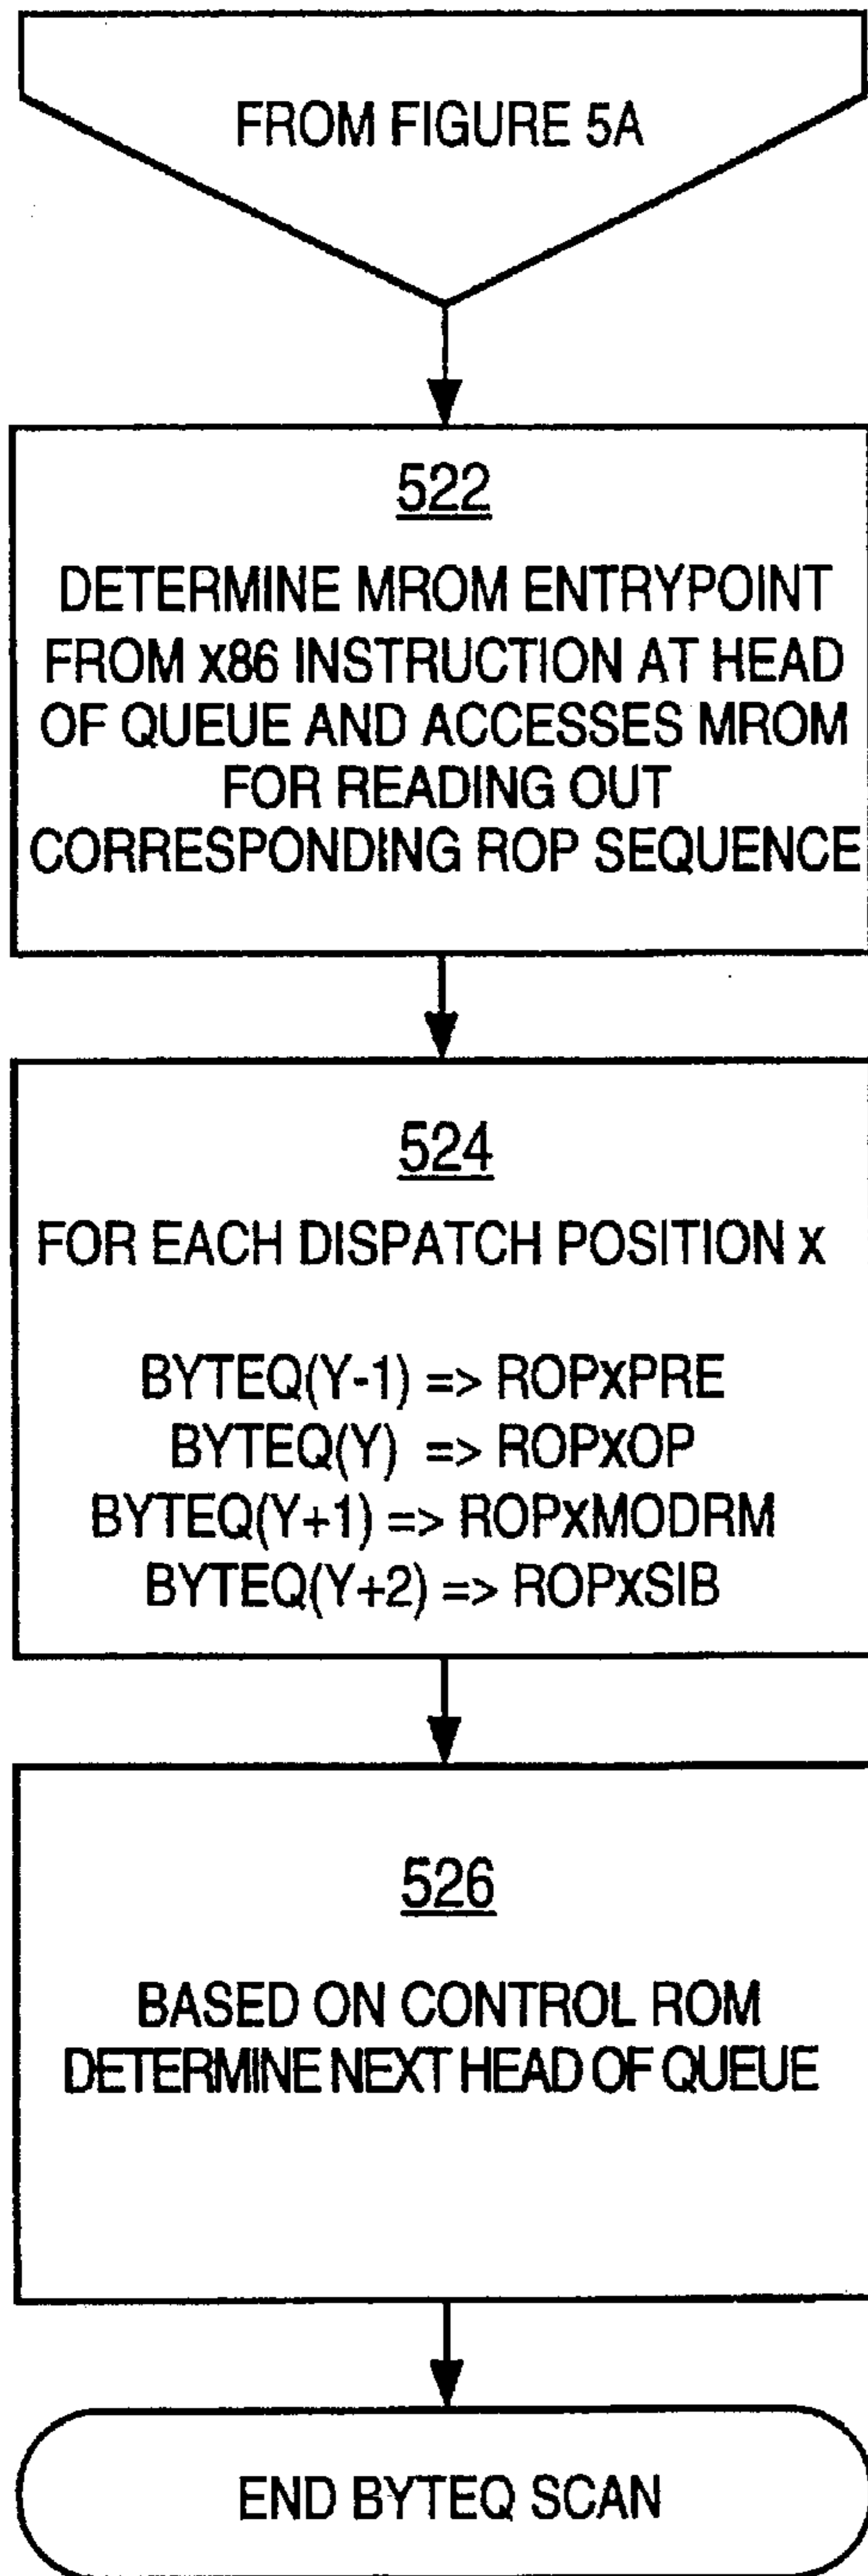 FROM FIGURE 5A
522
DETERMINE MROM ENTRYPOINT
FROM x86 INSTRUCTION AT HEAD
OF QUEUE AND ACCESSES MROM
FOR READING OUT
CORRESPONDING ROP SEQUENCE
524
FOR EACH DISPATCH POSITION x
BYTEQ(Y-1) => ROPxPRE
BYTEQ(Y) => ROPxOP
BYTEQ(Y+1) => ROPxMODRM
BYTEQ(Y+2) => ROPxSIB
526
BASED ON CONTROL ROM
DETERMINE NEXT HEAD OF QUEUE
END BYTEQ SCAN